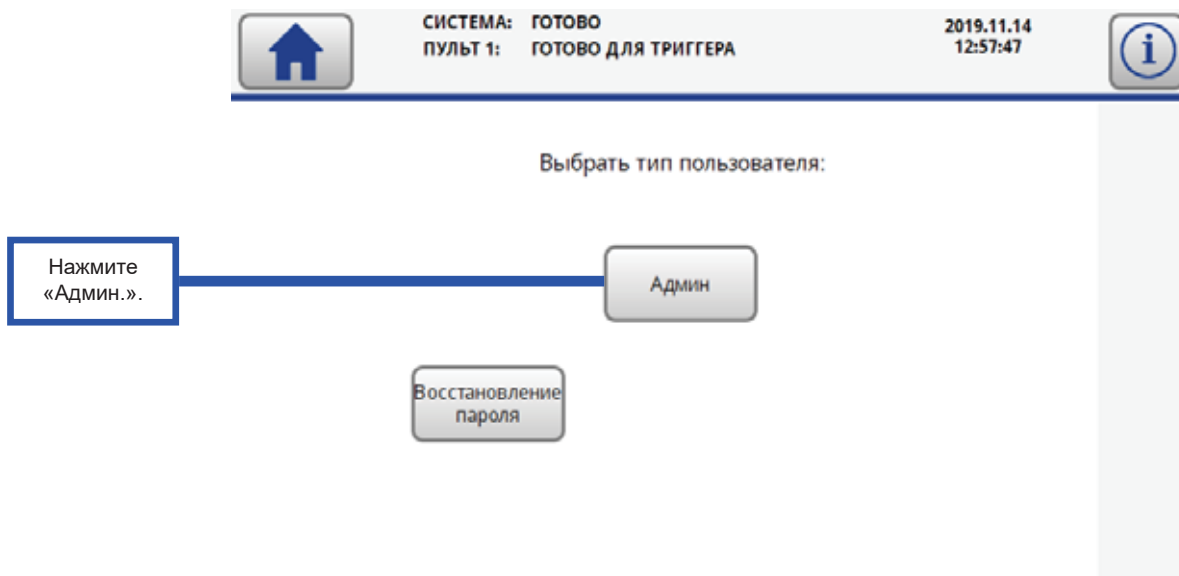 СИСТЕМА: ГОТОВО
ПУЛЬТ 1: ГОТОВО ДЛЯ ТРИГГЕРА
2019.11.14
12:57:47
i
Выбрать тип пользователя:
Нажмите
«Админ.».
Админ
Восстановление
пароля